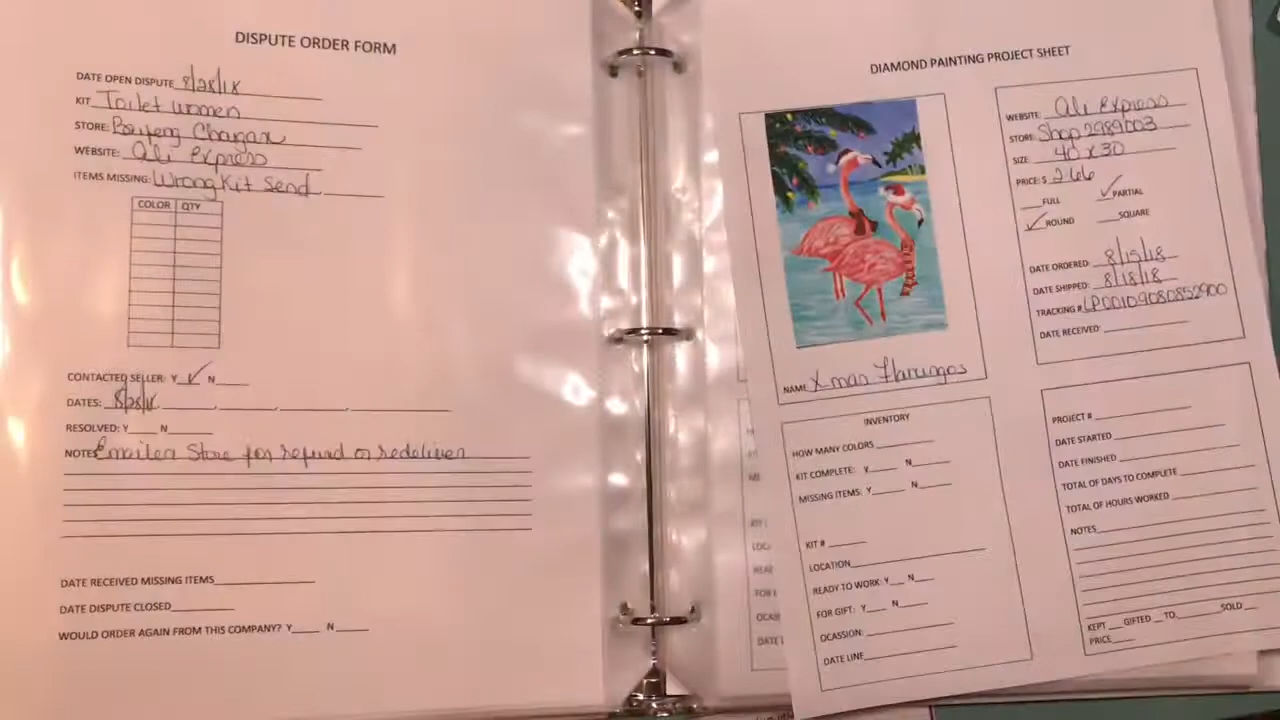 DISPUTE ORDER FORM
DATE OPEN DISPUTE 8/28/18
KIT Toilet women
STORE: Bayfeng Chagax
WEBSITE: Ali Express
ITEMS MISSING: Wrong Kit Send
COLOR QTY
CONTACTED SELLER: Y ✓ N
DATES: 8/28/18
RESOLVED: Y N
NOTES Emailed Store for refund or redeliver
DATE RECEIVED MISSING ITEMS
DATE DISPUTE CLOSED
WOULD ORDER AGAIN FROM THIS COMPANY? Y N
DIAMOND PAINTING PROJECT SHEET
NAME X-mas Flamingos
WEBSITE: Ali Express
STORE: Shop 2989003
SIZE: 40 x 30
PRICE: $ 2.66
FULL ✓ PARTIAL
✓ ROUND SQUARE
DATE ORDERED: 8/15/18
DATE SHIPPED: 8/18/18
TRACKING # LP00109080852900
DATE RECEIVED:
INVENTORY
HOW MANY COLORS
KIT COMPLETE: Y N
MISSING ITEMS: Y N
KIT #
LOCATION
READY TO WORK: Y N
FOR GIFT: Y N
OCASSION:
DATE LINE
PROJECT #
DATE STARTED
DATE FINISHED
TOTAL OF DAYS TO COMPLETE
TOTAL OF HOURS WORKED
NOTES
KEPT GIFTED TO SOLD
PRICE